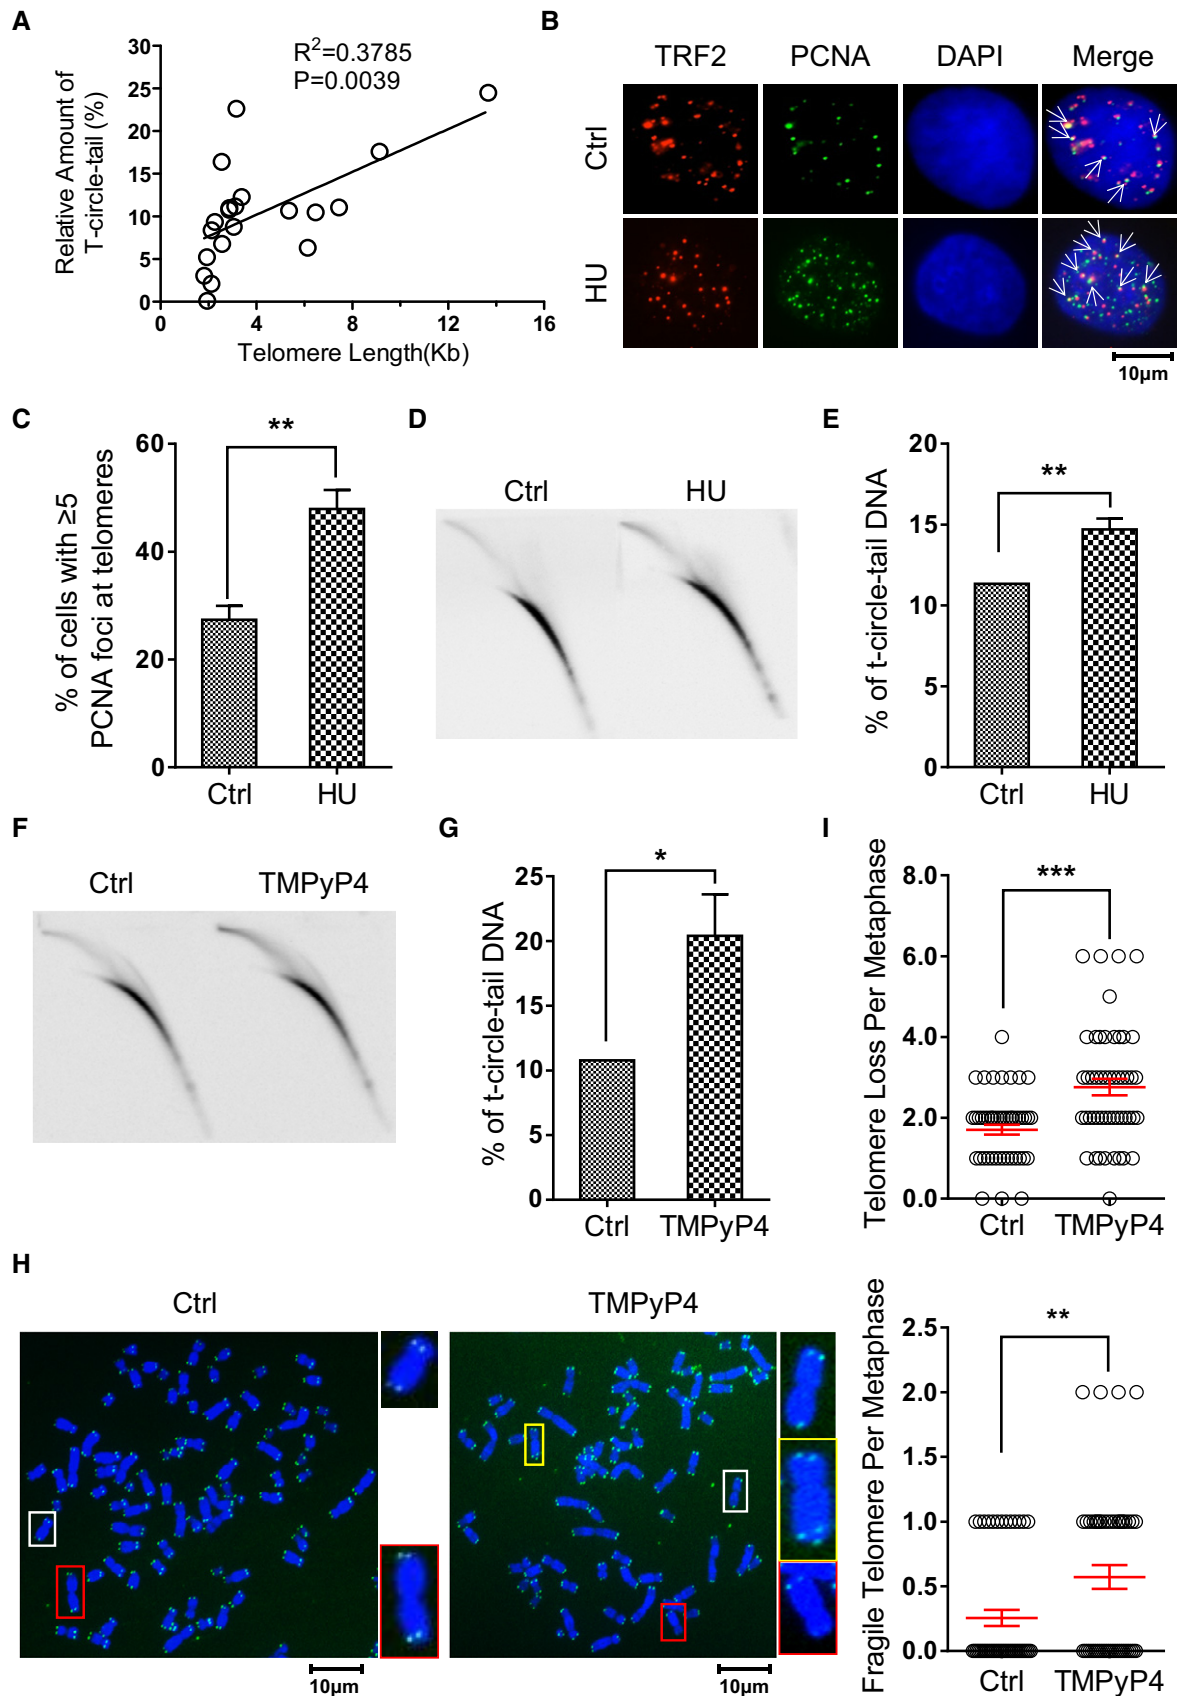 A
R²=0.3785
P=0.0039
Relative Amount of
T-circle-tail (%)
30
25
20
15
10
5
0
0 4 8 12 16
Telomere Length(Kb)
B
TRF2 PCNA DAPI Merge
Ctrl
HU
10μm
C
**
% of cells with ≥5
PCNA foci at telomeres
60
40
20
0
Ctrl HU
D
Ctrl HU
E
**
% of t-circle-tail DNA
20
15
10
5
0
Ctrl HU
F
Ctrl TMPyP4
G
*
% of t-circle-tail DNA
25
20
15
10
5
0
Ctrl TMPyP4
I
***
Telomere Loss Per Metaphase
8.0
6.0
4.0
2.0
0.0
Ctrl TMPyP4
H
Ctrl TMPyP4
10μm
10μm
**
Fragile Telomere Per Metaphase
2.5
2.0
1.5
1.0
0.5
0.0
Ctrl TMPyP4